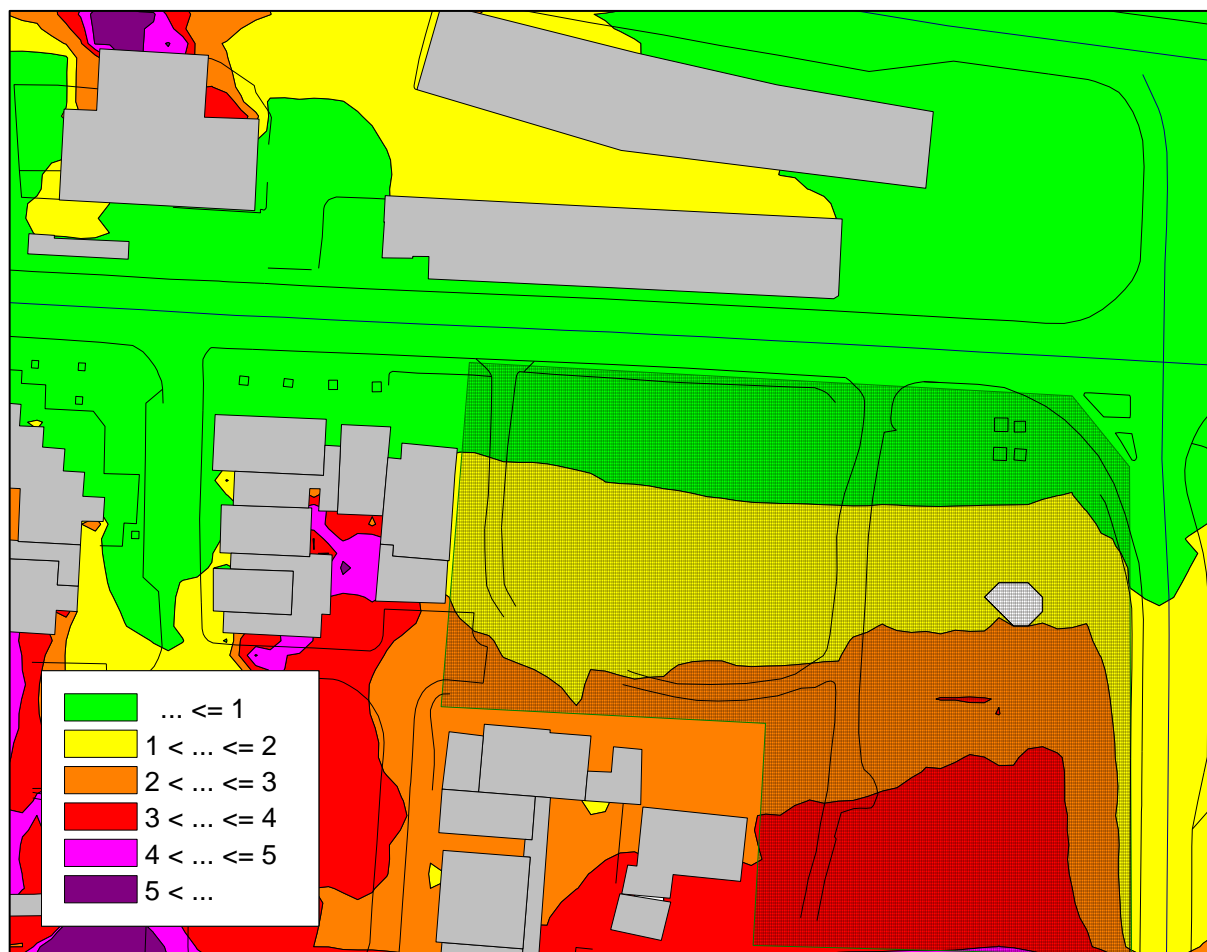 ... <= 1
1 < ... <= 2
2 < ... <= 3
3 < ... <= 4
4 < ... <= 5
5 < ...